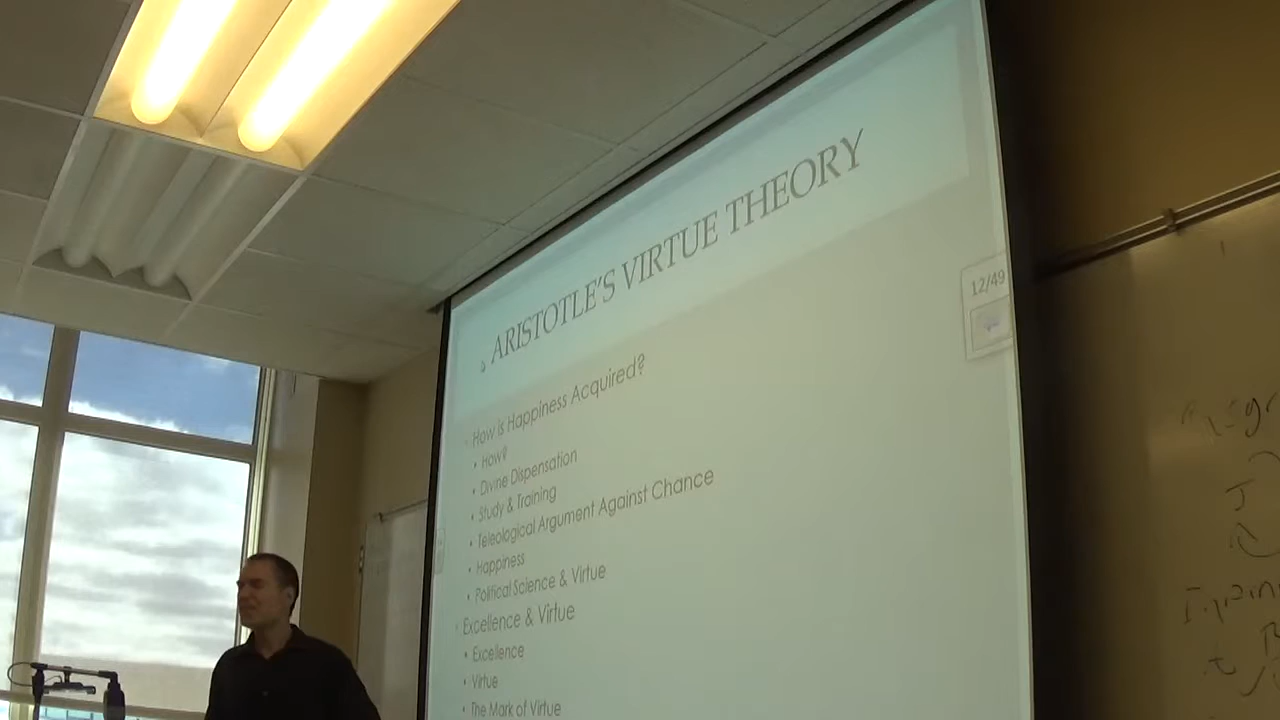 ARISTOTLE'S VIRTUE THEORY
12/49
How is Happiness Acquired?
How?
Divine Dispensation
Study & Training
Teleological Argument Against Chance
Happiness
Political Science & Virtue
Excellence & Virtue
Excellence
Virtue
The Mark of Virtue